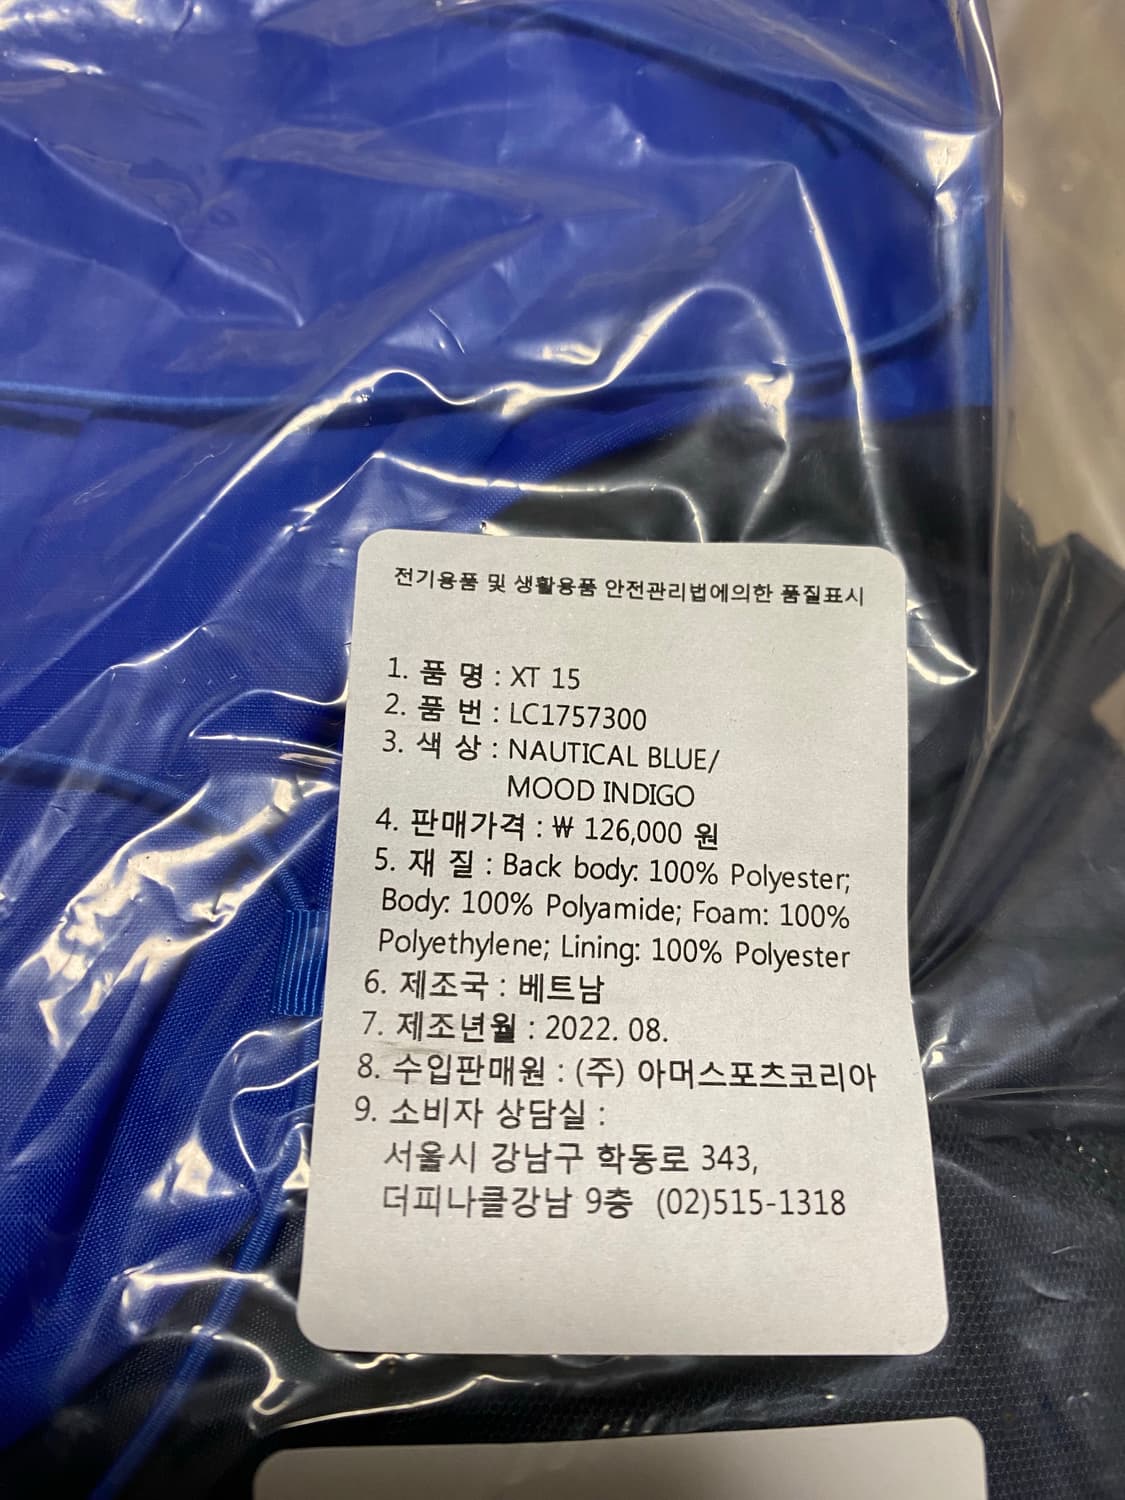 전기용품 및 생활용품 안전관리법에의한 품질표시
1. 품 명 : XT 15
2. 품 번 : LC1757300
3. 색 상 : NAUTICAL BLUE/
MOOD INDIGO
4. 판매가격 : ₩ 126,000 원
5. 재 질 : Back body: 100% Polyester;
Body: 100% Polyamide; Foam: 100%
Polyethylene; Lining: 100% Polyester
6. 제조국 : 베트남
7. 제조년월 : 2022. 08.
8. 수입판매원 : (주) 아머스포츠코리아
9. 소비자 상담실 :
서울시 강남구 학동로 343,
더피나클강남 9층 (02)515-1318